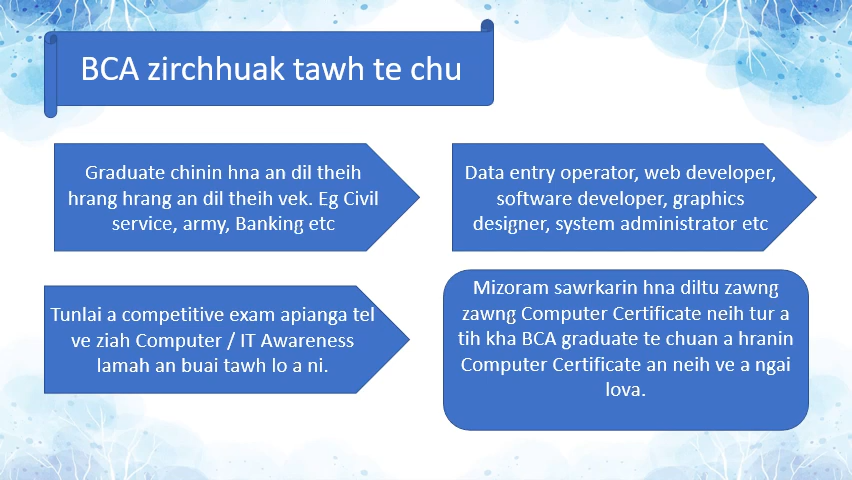 BCA zirchhuak tawh te chu
Graduate chinin hna an dil theih
hrang hrang an dil theih vek. Eg Civil
service, army, Banking etc
Data entry operator, web developer,
software developer, graphics
designer, system administrator etc
Tunlai a competitive exam apianga tel
ve ziah Computer / IT Awareness
lamah an buai tawh lo a ni.
Mizoram sawrkarin hna diltu zawng
zawng Computer Certificate neih tur a
tih kha BCA graduate te chuan a hranin
Computer Certificate an neih ve a ngai
lova.